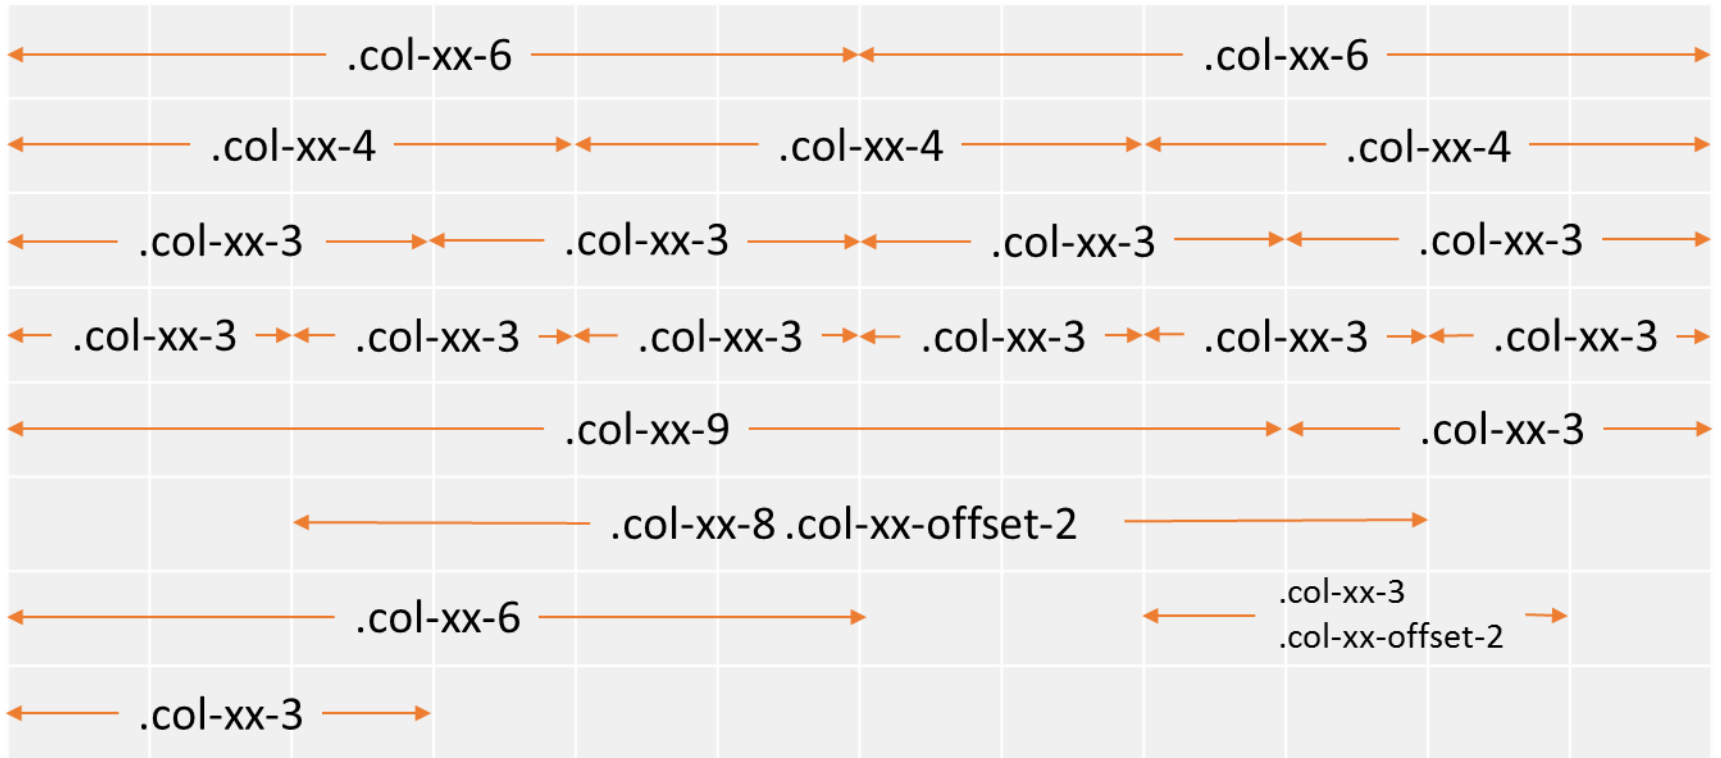 .col-xx-6 .col-xx-6
.col-xx-4 .col-xx-4 .col-xx-4
.col-xx-3 .col-xx-3 .col-xx-3 .col-xx-3
.col-xx-3 .col-xx-3 .col-xx-3 .col-xx-3 .col-xx-3 .col-xx-3
.col-xx-9 .col-xx-3
.col-xx-8 .col-xx-offset-2
.col-xx-6
.col-xx-3
.col-xx-offset-2
.col-xx-3